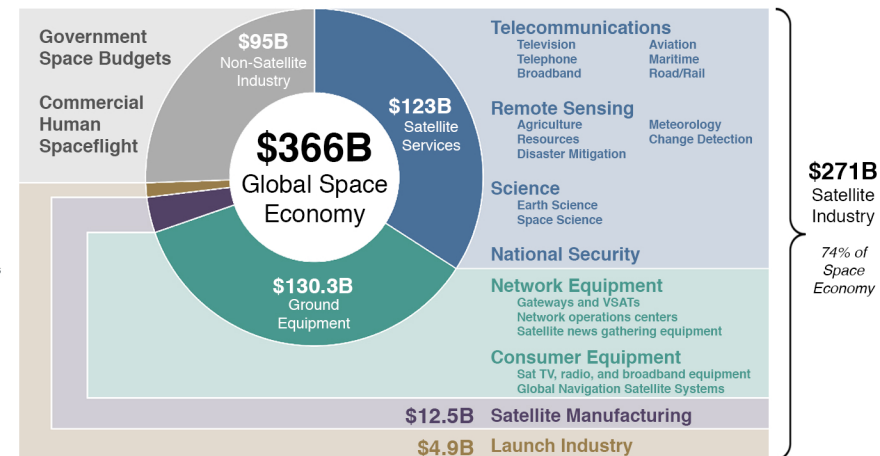 Government
Space Budgets
Commercial
Human
Spaceflight
$95B
Non-Satellite
Industry
$123B
Satellite
Services
$366B
Global Space
Economy
$130.3B
Ground
Equipment
Telecommunications
Television
Telephone
Broadband
Aviation
Maritime
Road/Rail
Remote Sensing
Agriculture
Resources
Disaster Mitigation
Meteorology
Change Detection
Science
Earth Science
Space Science
National Security
Network Equipment
Gateways and VSATs
Network operations centers
Satellite news gathering equipment
Consumer Equipment
Sat TV, radio, and broadband equipment
Global Navigation Satellite Systems
$12.5B Satellite Manufacturing
$4.9B Launch Industry
$271B
Satellite
Industry
74% of
Space
Economy